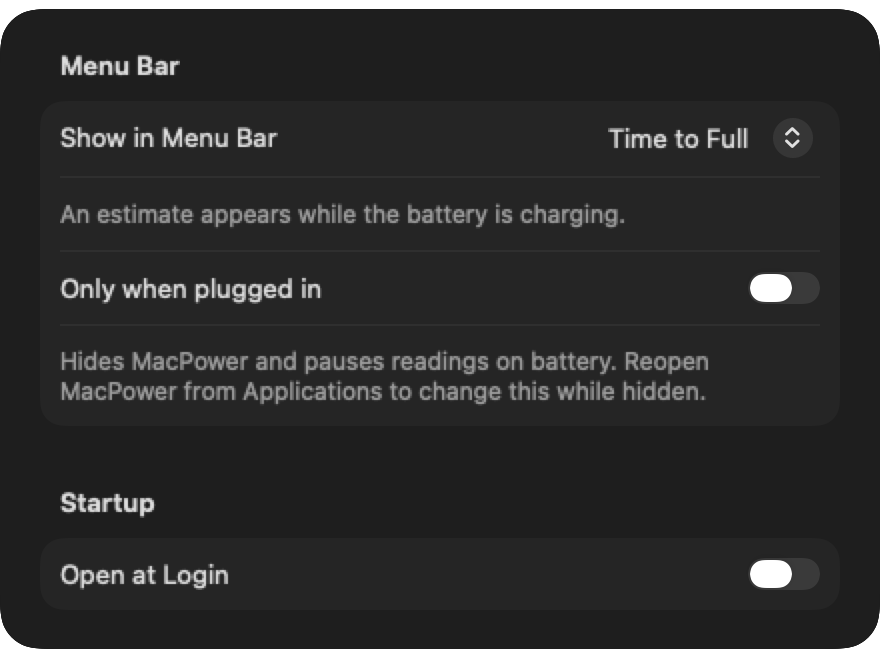 Menu Bar
Show in Menu Bar
Time to Full
An estimate appears while the battery is charging.
Only when plugged in
Hides MacPower and pauses readings on battery. Reopen
MacPower from Applications to change this while hidden.
Startup
Open at Login